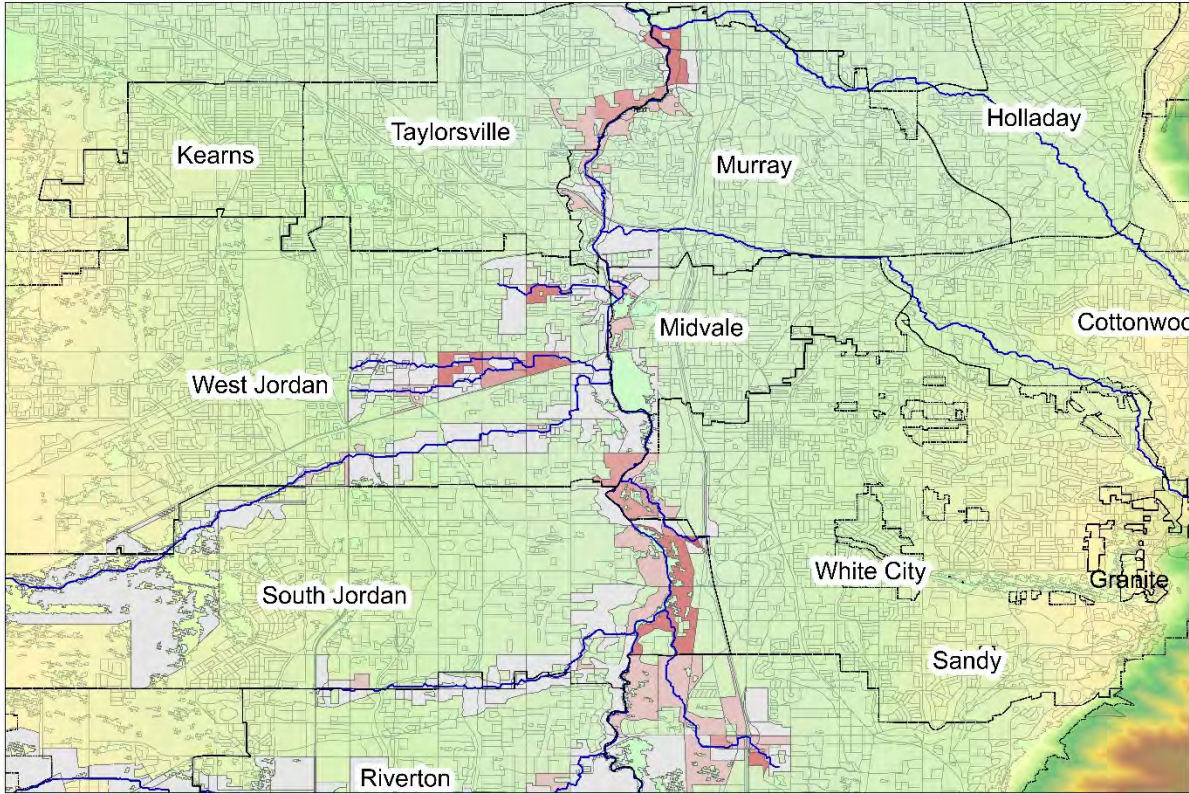 Holladay
Taylorsville
Kearns
Murray
Midvale
Cottonwoo
West Jordan
White City
Granite
South Jordan
Sandy
Riverton